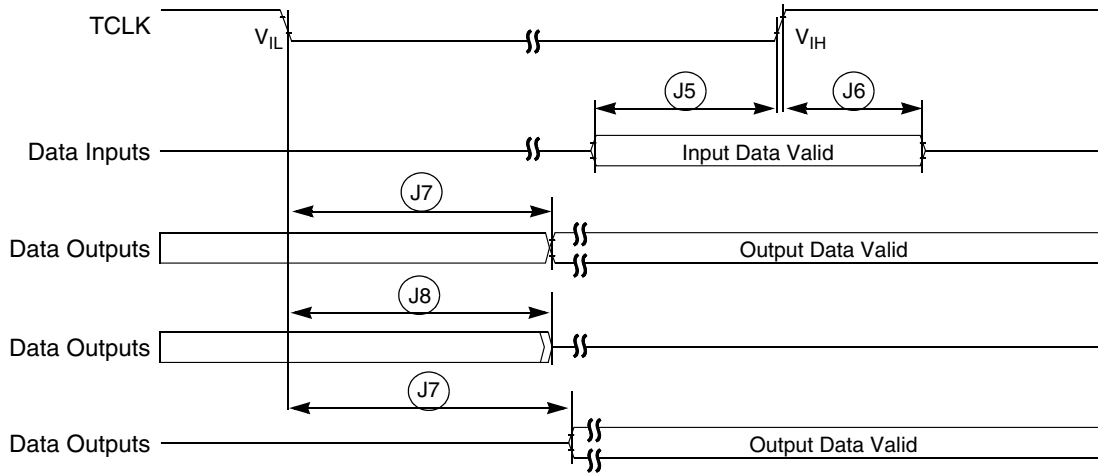 TCLK
VIL
VIH
J5
J6
Data Inputs
Input Data Valid
J7
Data Outputs
Output Data Valid
J8
Data Outputs
J7
Data Outputs
Output Data Valid